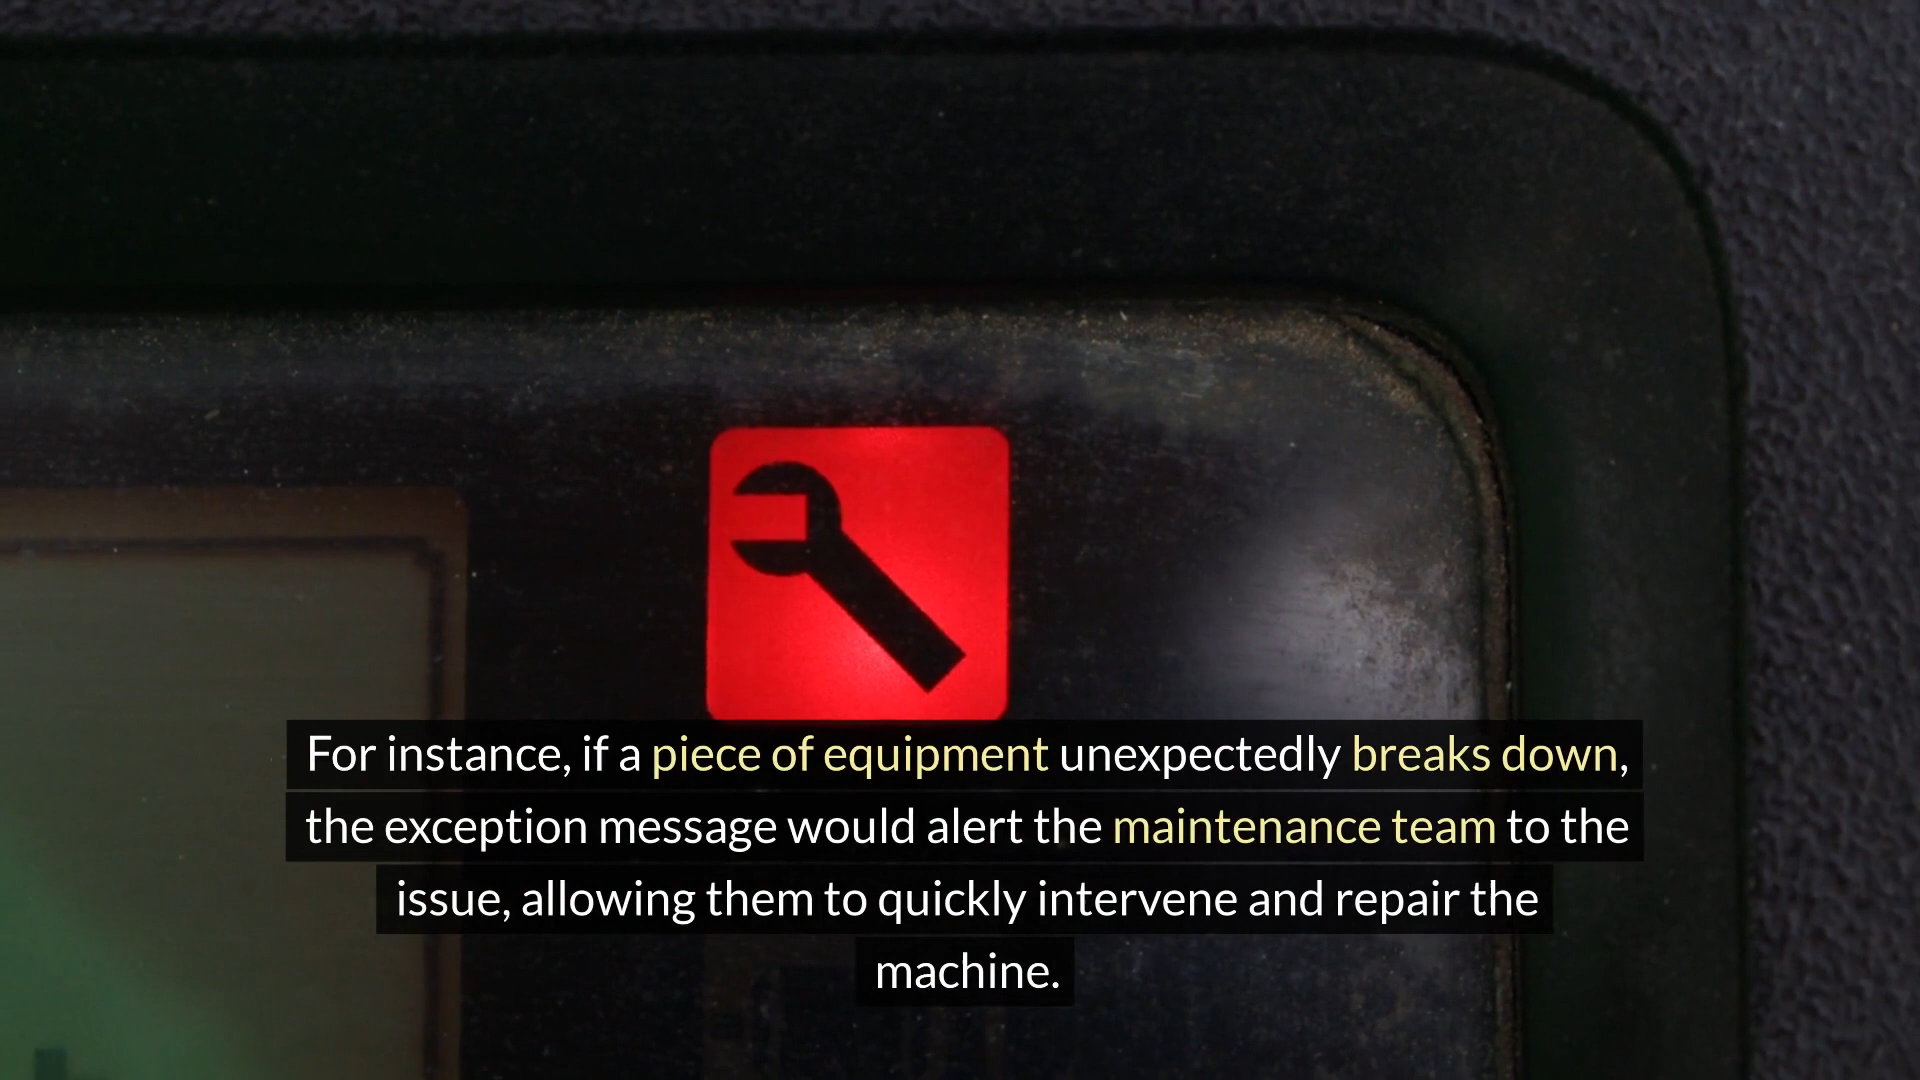 For instance, if a piece of equipment unexpectedly breaks down,
the exception message would alert the maintenance team to the
issue, allowing them to quickly intervene and repair the
machine.